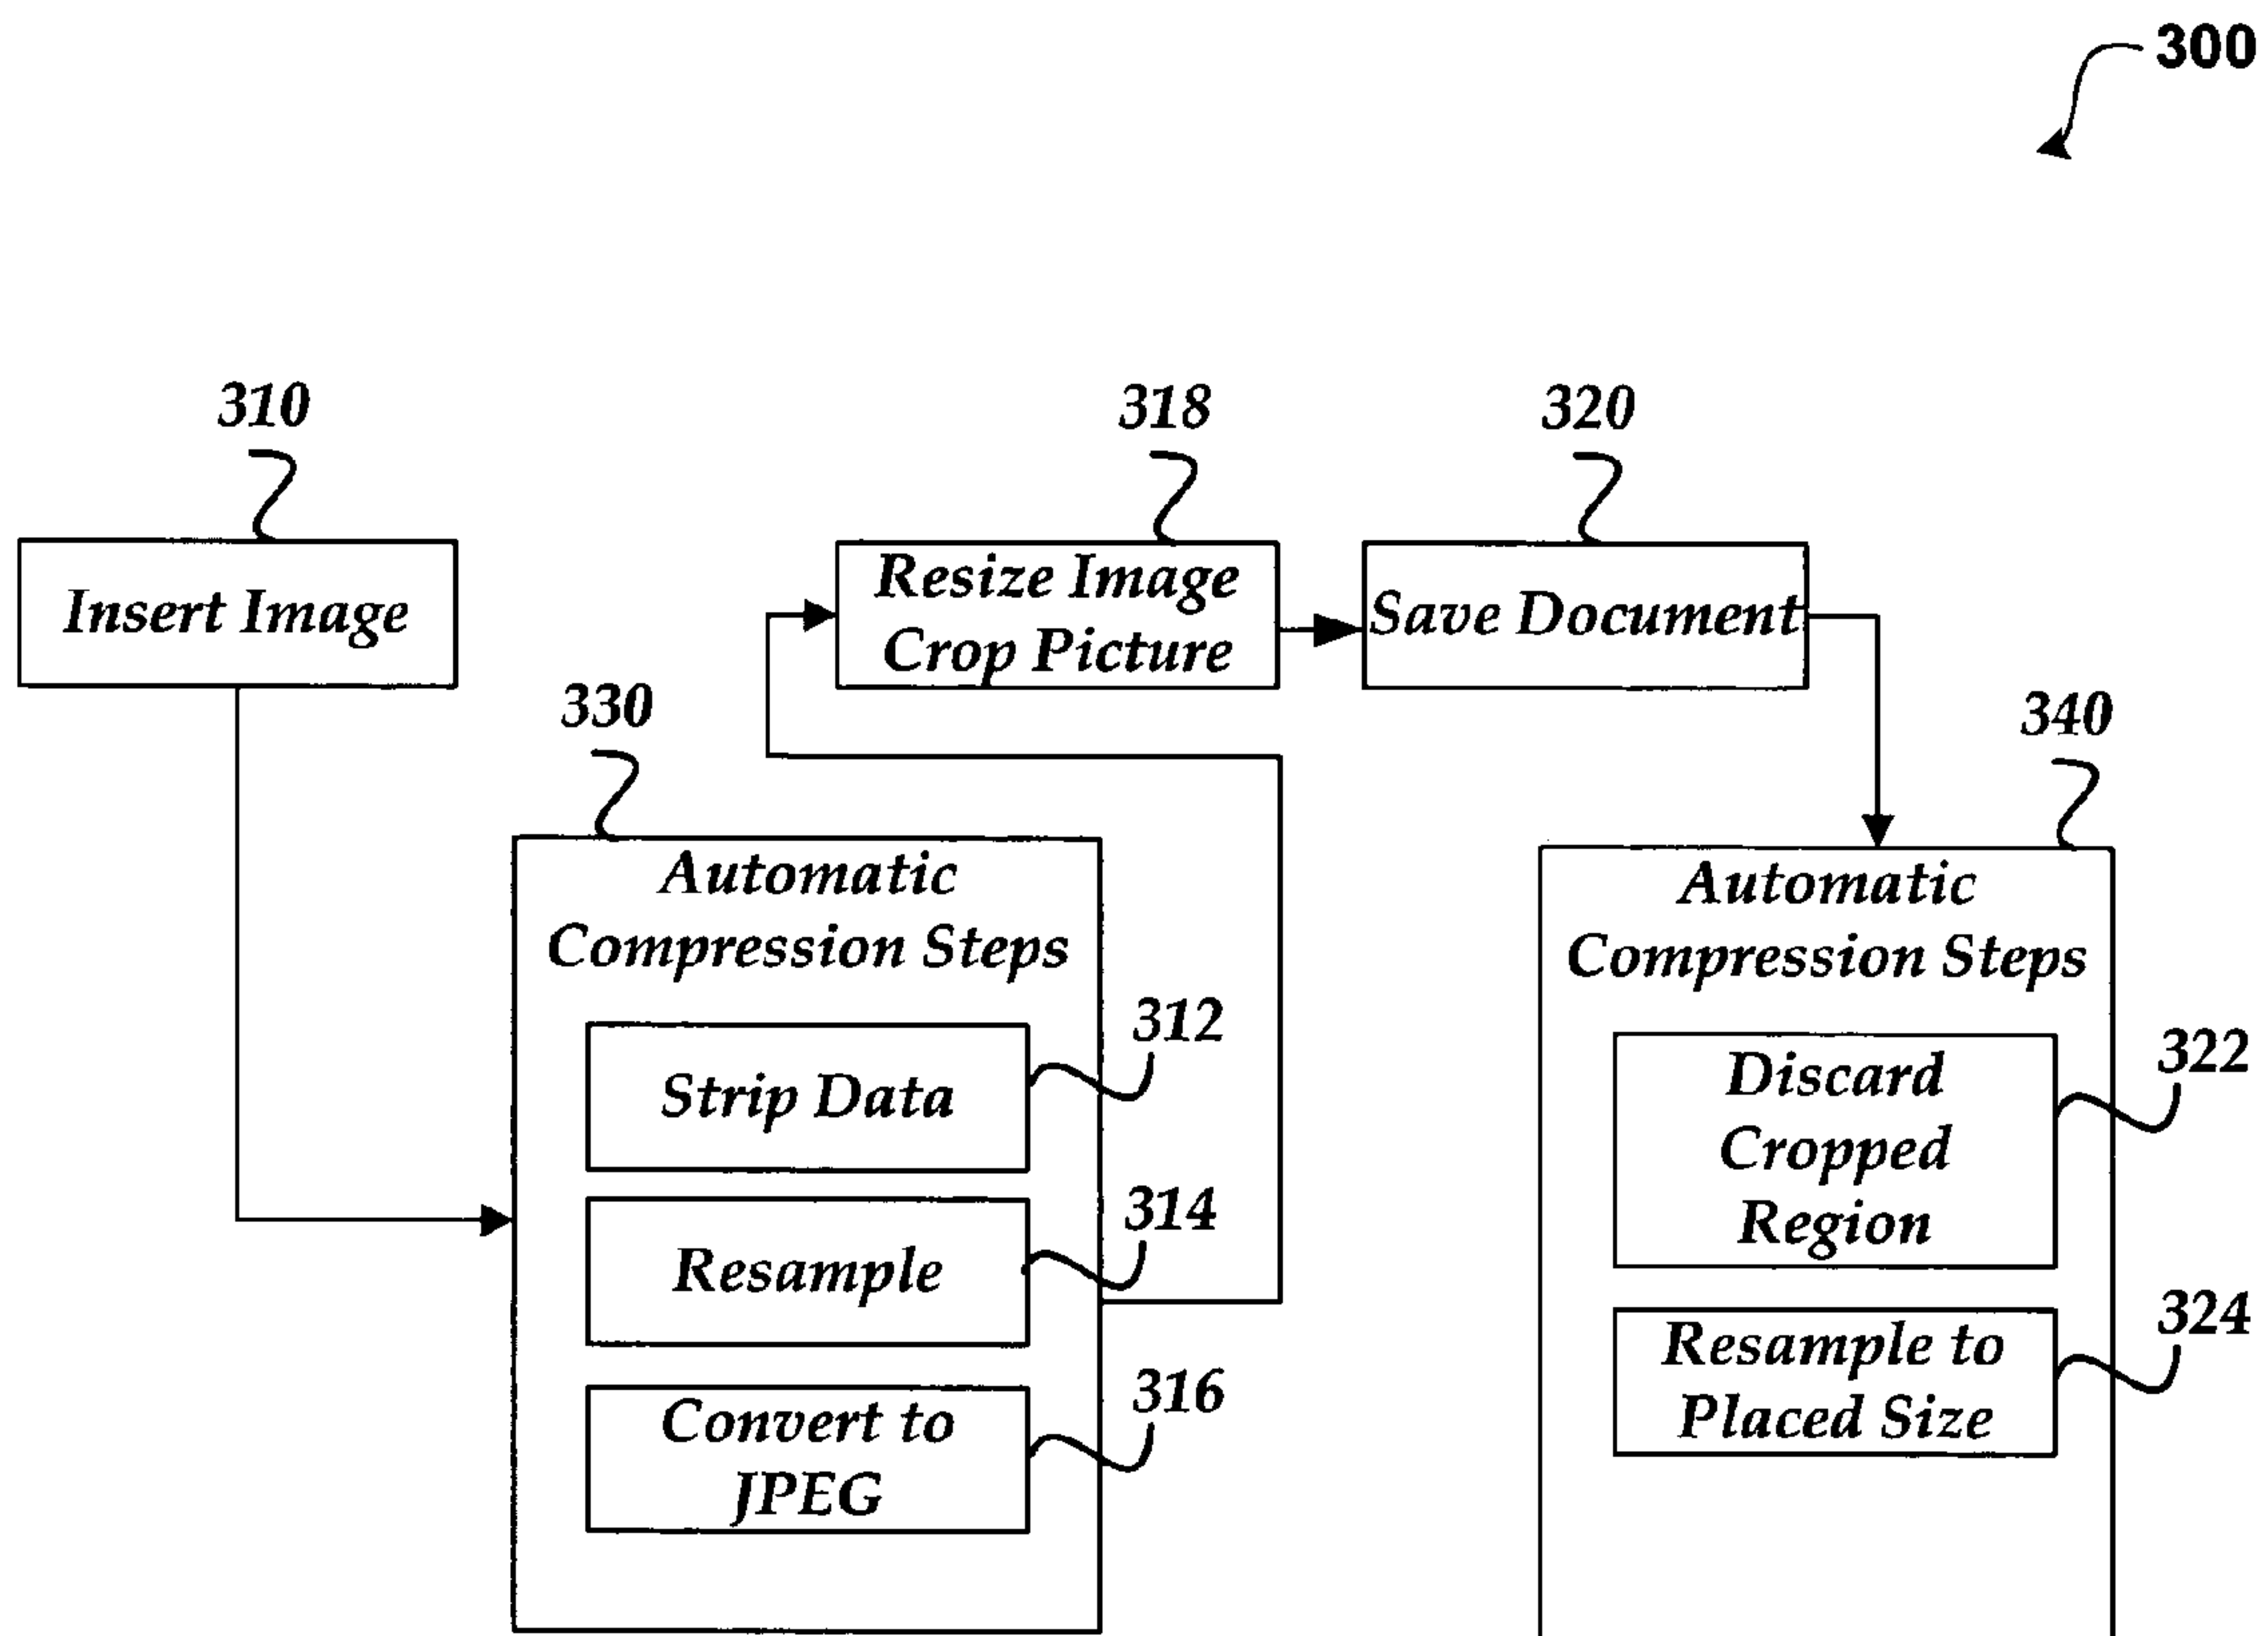 300
310
318
320
Insert Image
Resize Image
Crop Picture
Save Document
330
340
Automatic
Compression Steps
312
Strip Data
314
Resample
316
Convert to
JPEG
Automatic
Compression Steps
322
Discard
Cropped
Region
324
Resample to
Placed Size